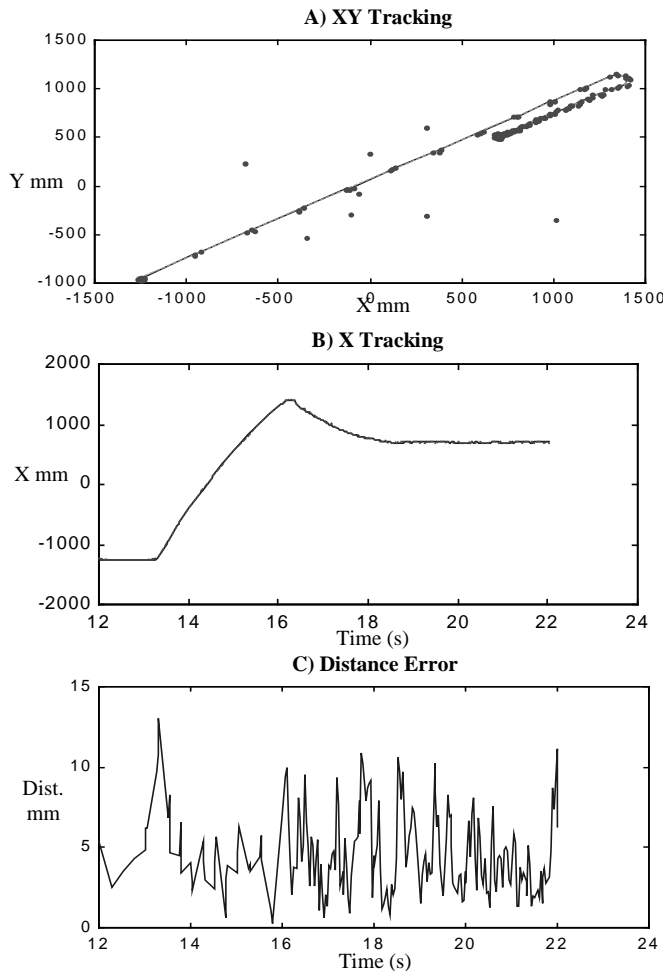 A) XY Tracking
1500
1000
500
Y mm
0
-500
-1000
-1500 -1000 -500 0 500 1000 1500
X mm
B) X Tracking
2000
1000
X mm
0
-1000
-2000
12 14 16 18 20 22 24
Time (s)
C) Distance Error
15
10
Dist.
mm
5
0
12 14 16 18 20 22 24
Time (s)